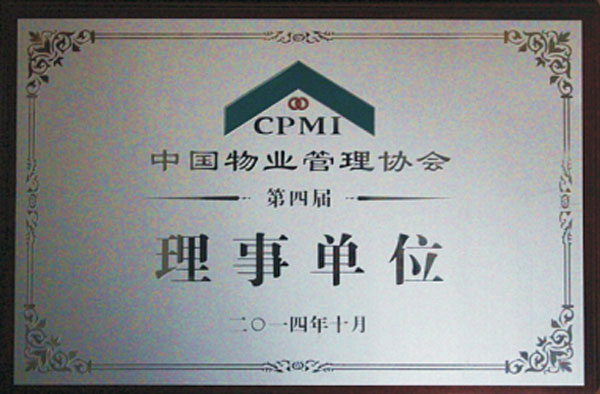 CPMI
中国物业管理协会
第四届
理事单位
二〇一四年十月